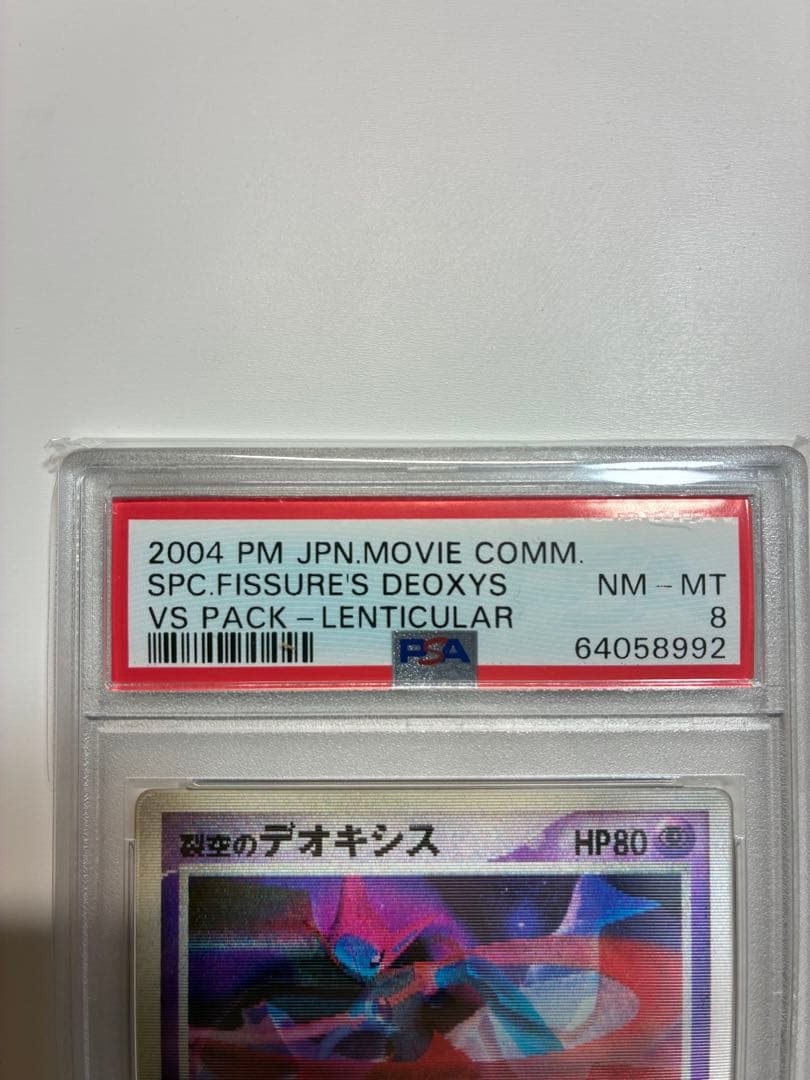 2004 PM JPN.MOVIE COMM.
SPC.FISSURE'S DEOXYS NM - MT
VS PACK - LENTICULAR 8
PSA 64058992
裂空のデオキシス HP80